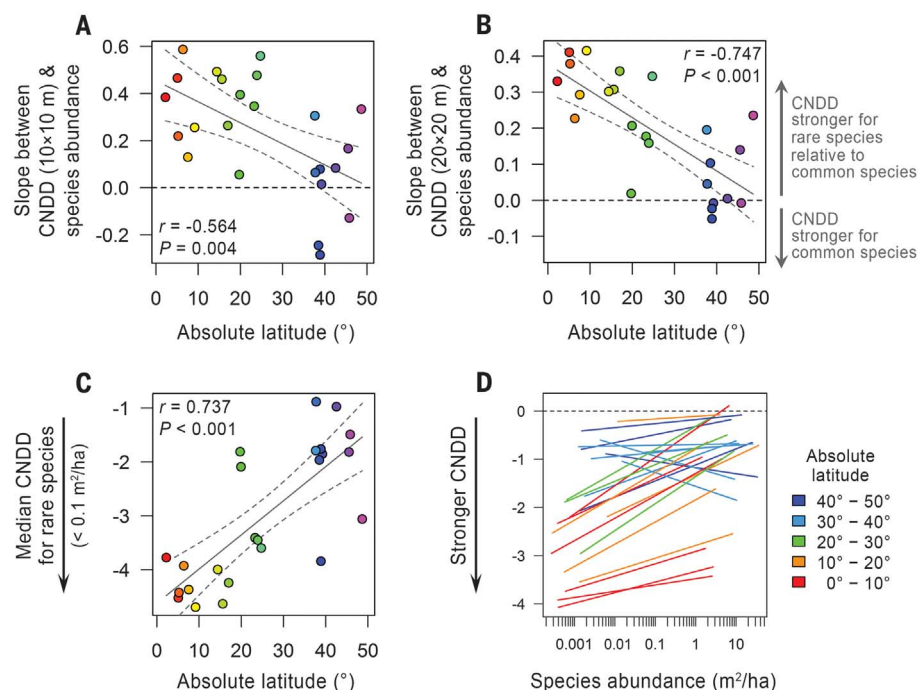 A
Slope between
CNDD (10×10 m) &
species abundance
0.6
0.4
0.2
0.0
-0.2
r = -0.564
P = 0.004
0 10 20 30 40 50
Absolute latitude (°)
B
Slope between
CNDD (20×20 m) &
species abundance
0.4
0.3
0.2
0.1
0.0
-0.1
r = -0.747
P < 0.001
0 10 20 30 40 50
Absolute latitude (°)
CNDD
stronger for
rare species
relative to
common species
CNDD
stronger for
common species
C
Median CNDD
for rare species
(< 0.1 m²/ha)
-1
-2
-3
-4
r = 0.737
P < 0.001
0 10 20 30 40 50
Absolute latitude (°)
D
Stronger CNDD
0
-1
-2
-3
-4
0.001 0.01 0.1 1 10
Species abundance (m²/ha)
Absolute
latitude
40° – 50°
30° – 40°
20° – 30°
10° – 20°
0° – 10°